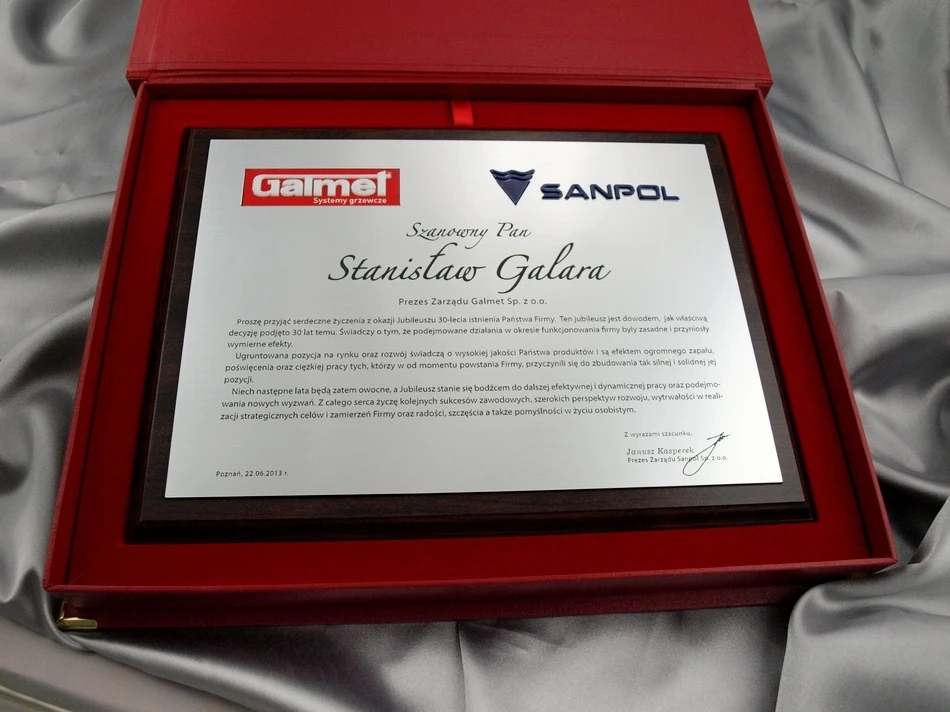 Galmet
Systemy grzewcze
SANPOL
Szanowny Pan
Stanisław Galara
Prezes Zarządu Galmet Sp. z o.o.
Proszę przyjąć serdeczne życzenia z okazji Jubileuszu 30-lecia istnienia Państwa Firmy. Ten jubileusz jest dowodem, jak właściwą
decyzję podjęto 30 lat temu. Świadczy o tym, że podejmowane działania w okresie funkcjonowania firmy były zasadne i przyniosły
wymierne efekty.
Ugruntowana pozycja na rynku oraz rozwój świadczą o wysokiej jakości Państwa produktów i są efektem ogromnego zapału,
poświęcenia oraz ciężkiej pracy tych, którzy w od momentu powstania Firmy, przyczynili się do zbudowania tak silnej i solidnej jej
pozycji.
Niech następne lata będą zatem owocne, a Jubileusz stanie się bodźcem do dalszej efektywnej i dynamicznej pracy oraz podejmo-
wania nowych wyzwań. Z całego serca życzę kolejnych sukcesów zawodowych, szerokich perspektyw rozwoju, wytrwałości w reali-
zacji strategicznych celów i zamierzeń Firmy oraz radości, szczęścia a także pomyślności w życiu osobistym.
Z wyrazami szacunku,
Janusz Kasperek
Prezes Zarządu Sanpol Sp. z o.o.
Poznań, 22.06.2013 r.